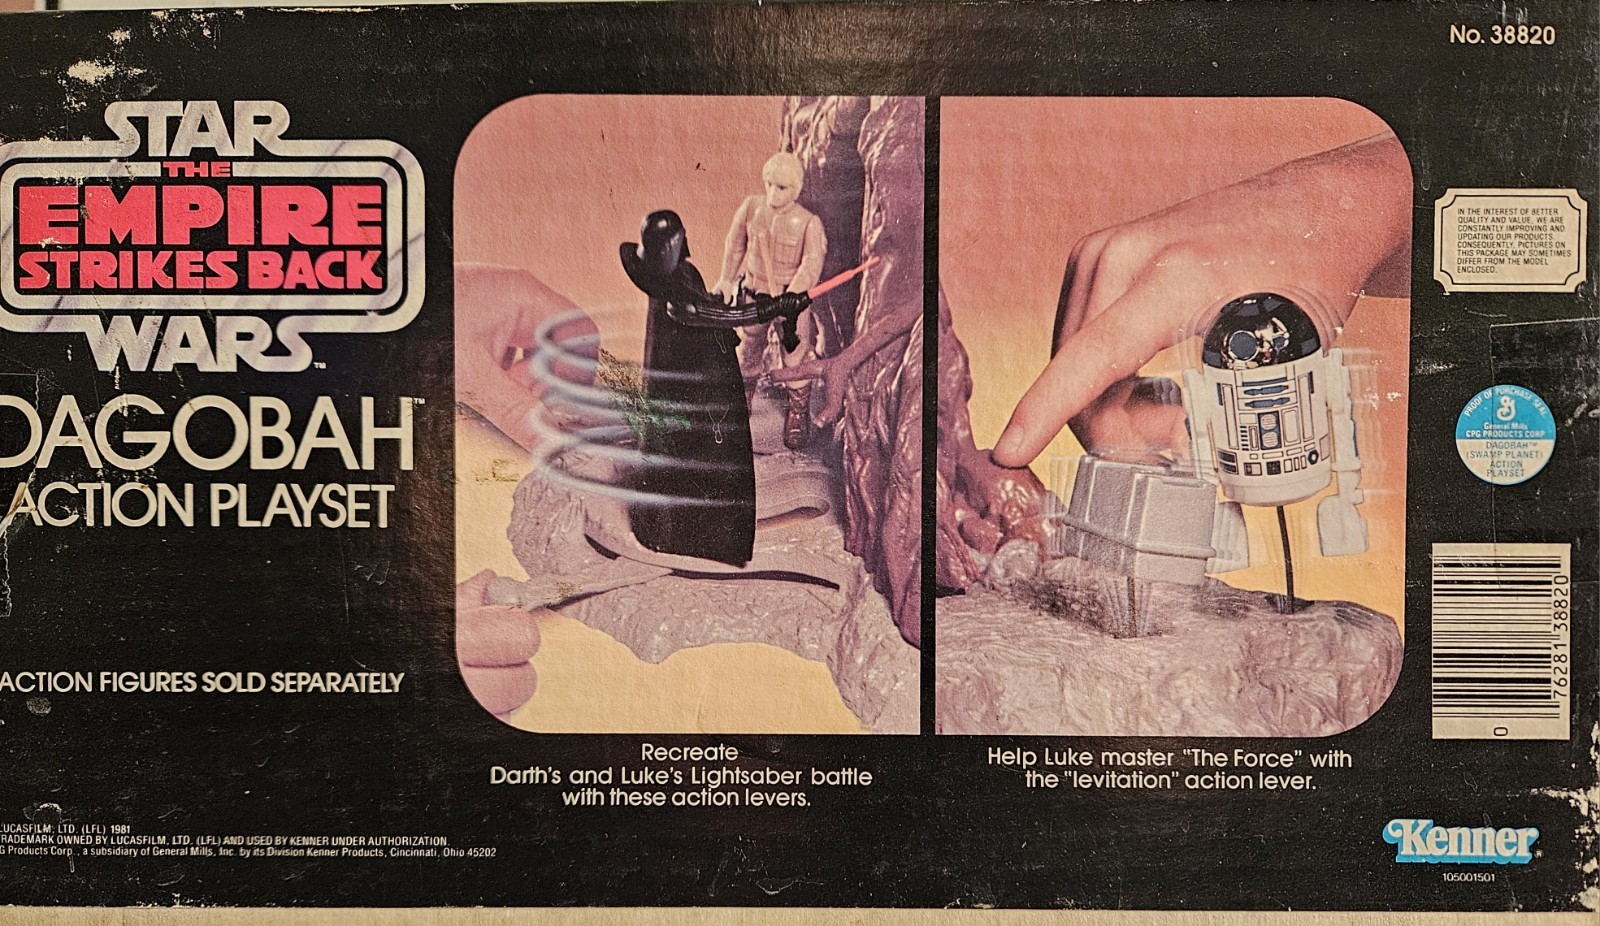 No. 38820
STAR
THE
EMPIRE
STRIKES BACK
WARS™
DAGOBAH™
ACTION PLAYSET
ACTION FIGURES SOLD SEPARATELY
Recreate
Darth's and Luke's Lightsaber battle
with these action levers.
Help Luke master "The Force" with
the "levitation" action lever.
IN THE INTEREST OF BETTER
QUALITY AND VALUE, WE ARE
CONSTANTLY IMPROVING AND
UPDATING OUR PRODUCTS.
CONSEQUENTLY, PICTURES ON
THIS PACKAGE MAY SOMETIMES
DIFFER FROM THE MODEL
ENCLOSED.
PROOF OF PURCHASE SEAL
G
General Mills
CPG PRODUCTS CORP
DAGOBAH™
(SWAMP PLANET)
ACTION
PLAYSET
0 76281 38820
LUCASFILM, LTD. (LFL) 1981
TRADEMARK OWNED BY LUCASFILM, LTD. (LFL) AND USED BY KENNER UNDER AUTHORIZATION.
G Products Corp., a subsidiary of General Mills, Inc. by its Division Kenner Products, Cincinnati, Ohio 45202
Kenner
105001501